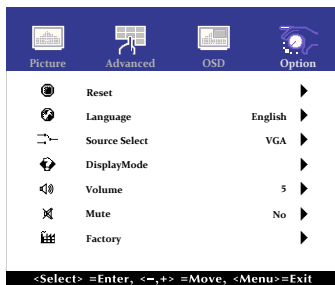 Picture Advanced OSD Option
Reset
Language English
Source Select VGA
DisplayMode
Volume 5
Mute No
Factory
<Select> =Enter, <–,+> =Move, <Menu>=Exit